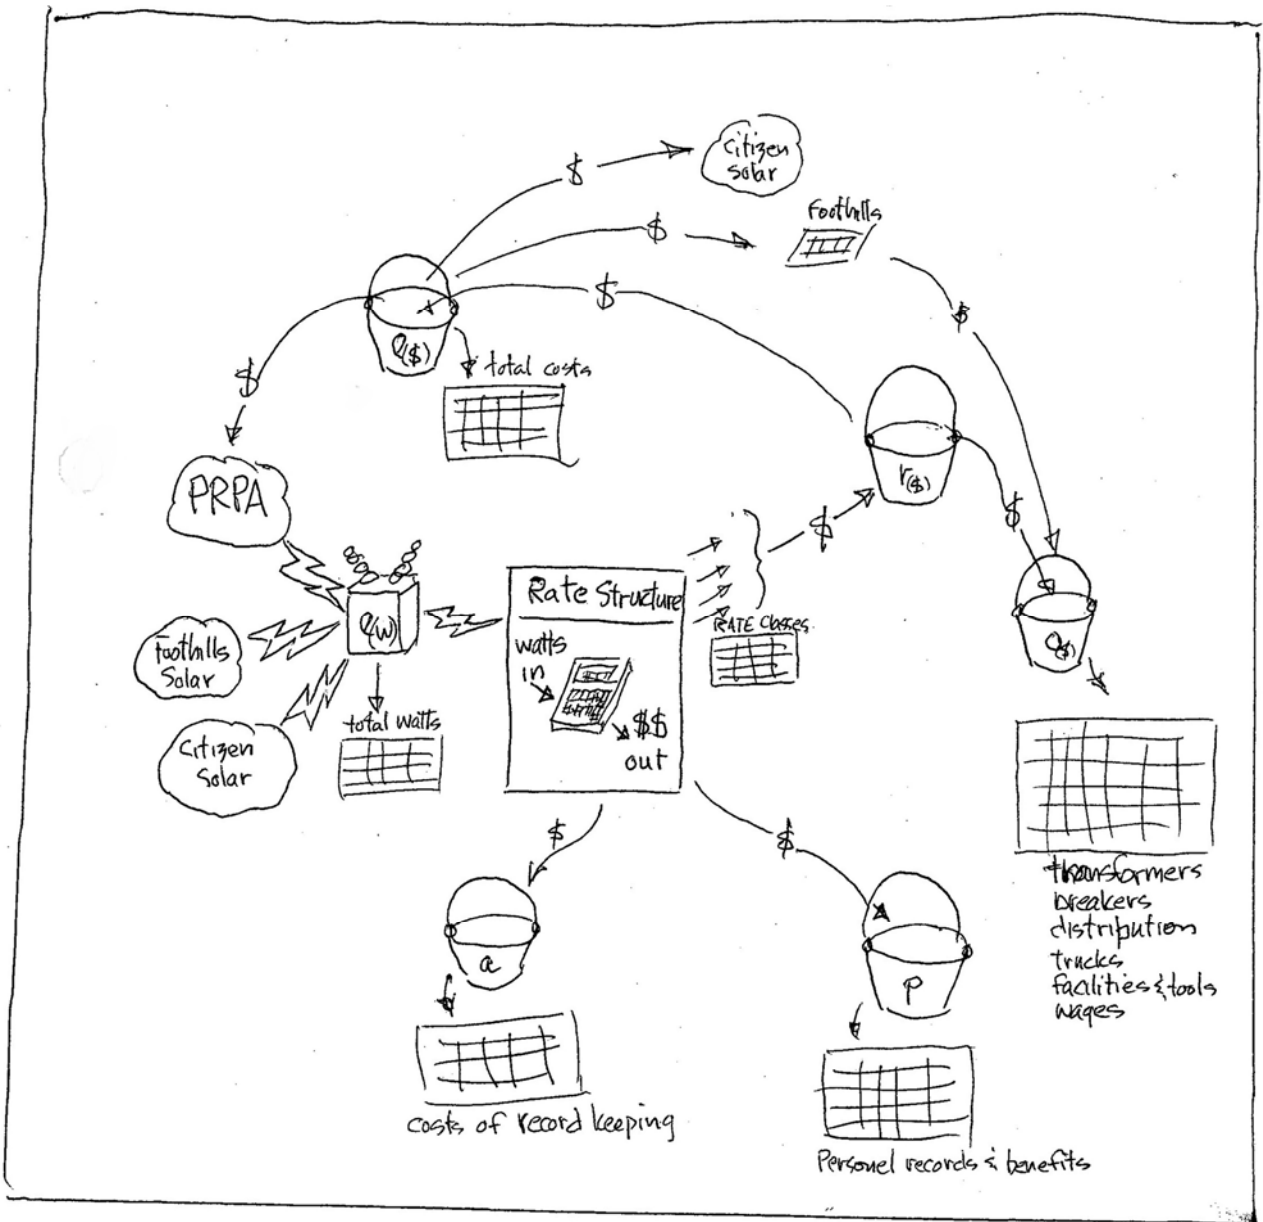 $
Citizen
solar
$
Foothills
$
$
($)
$
total costs
r($)
PRPA
$
$
(W)
Rate Structure
RATE Classes
watts
in
$$
out
Foothills
Solar
total watts
Citizen
Solar
($)
$
$
transformers
breakers
distribution
trucks
facilities & tools
wages
a
p
costs of record keeping
Personel records & benefits